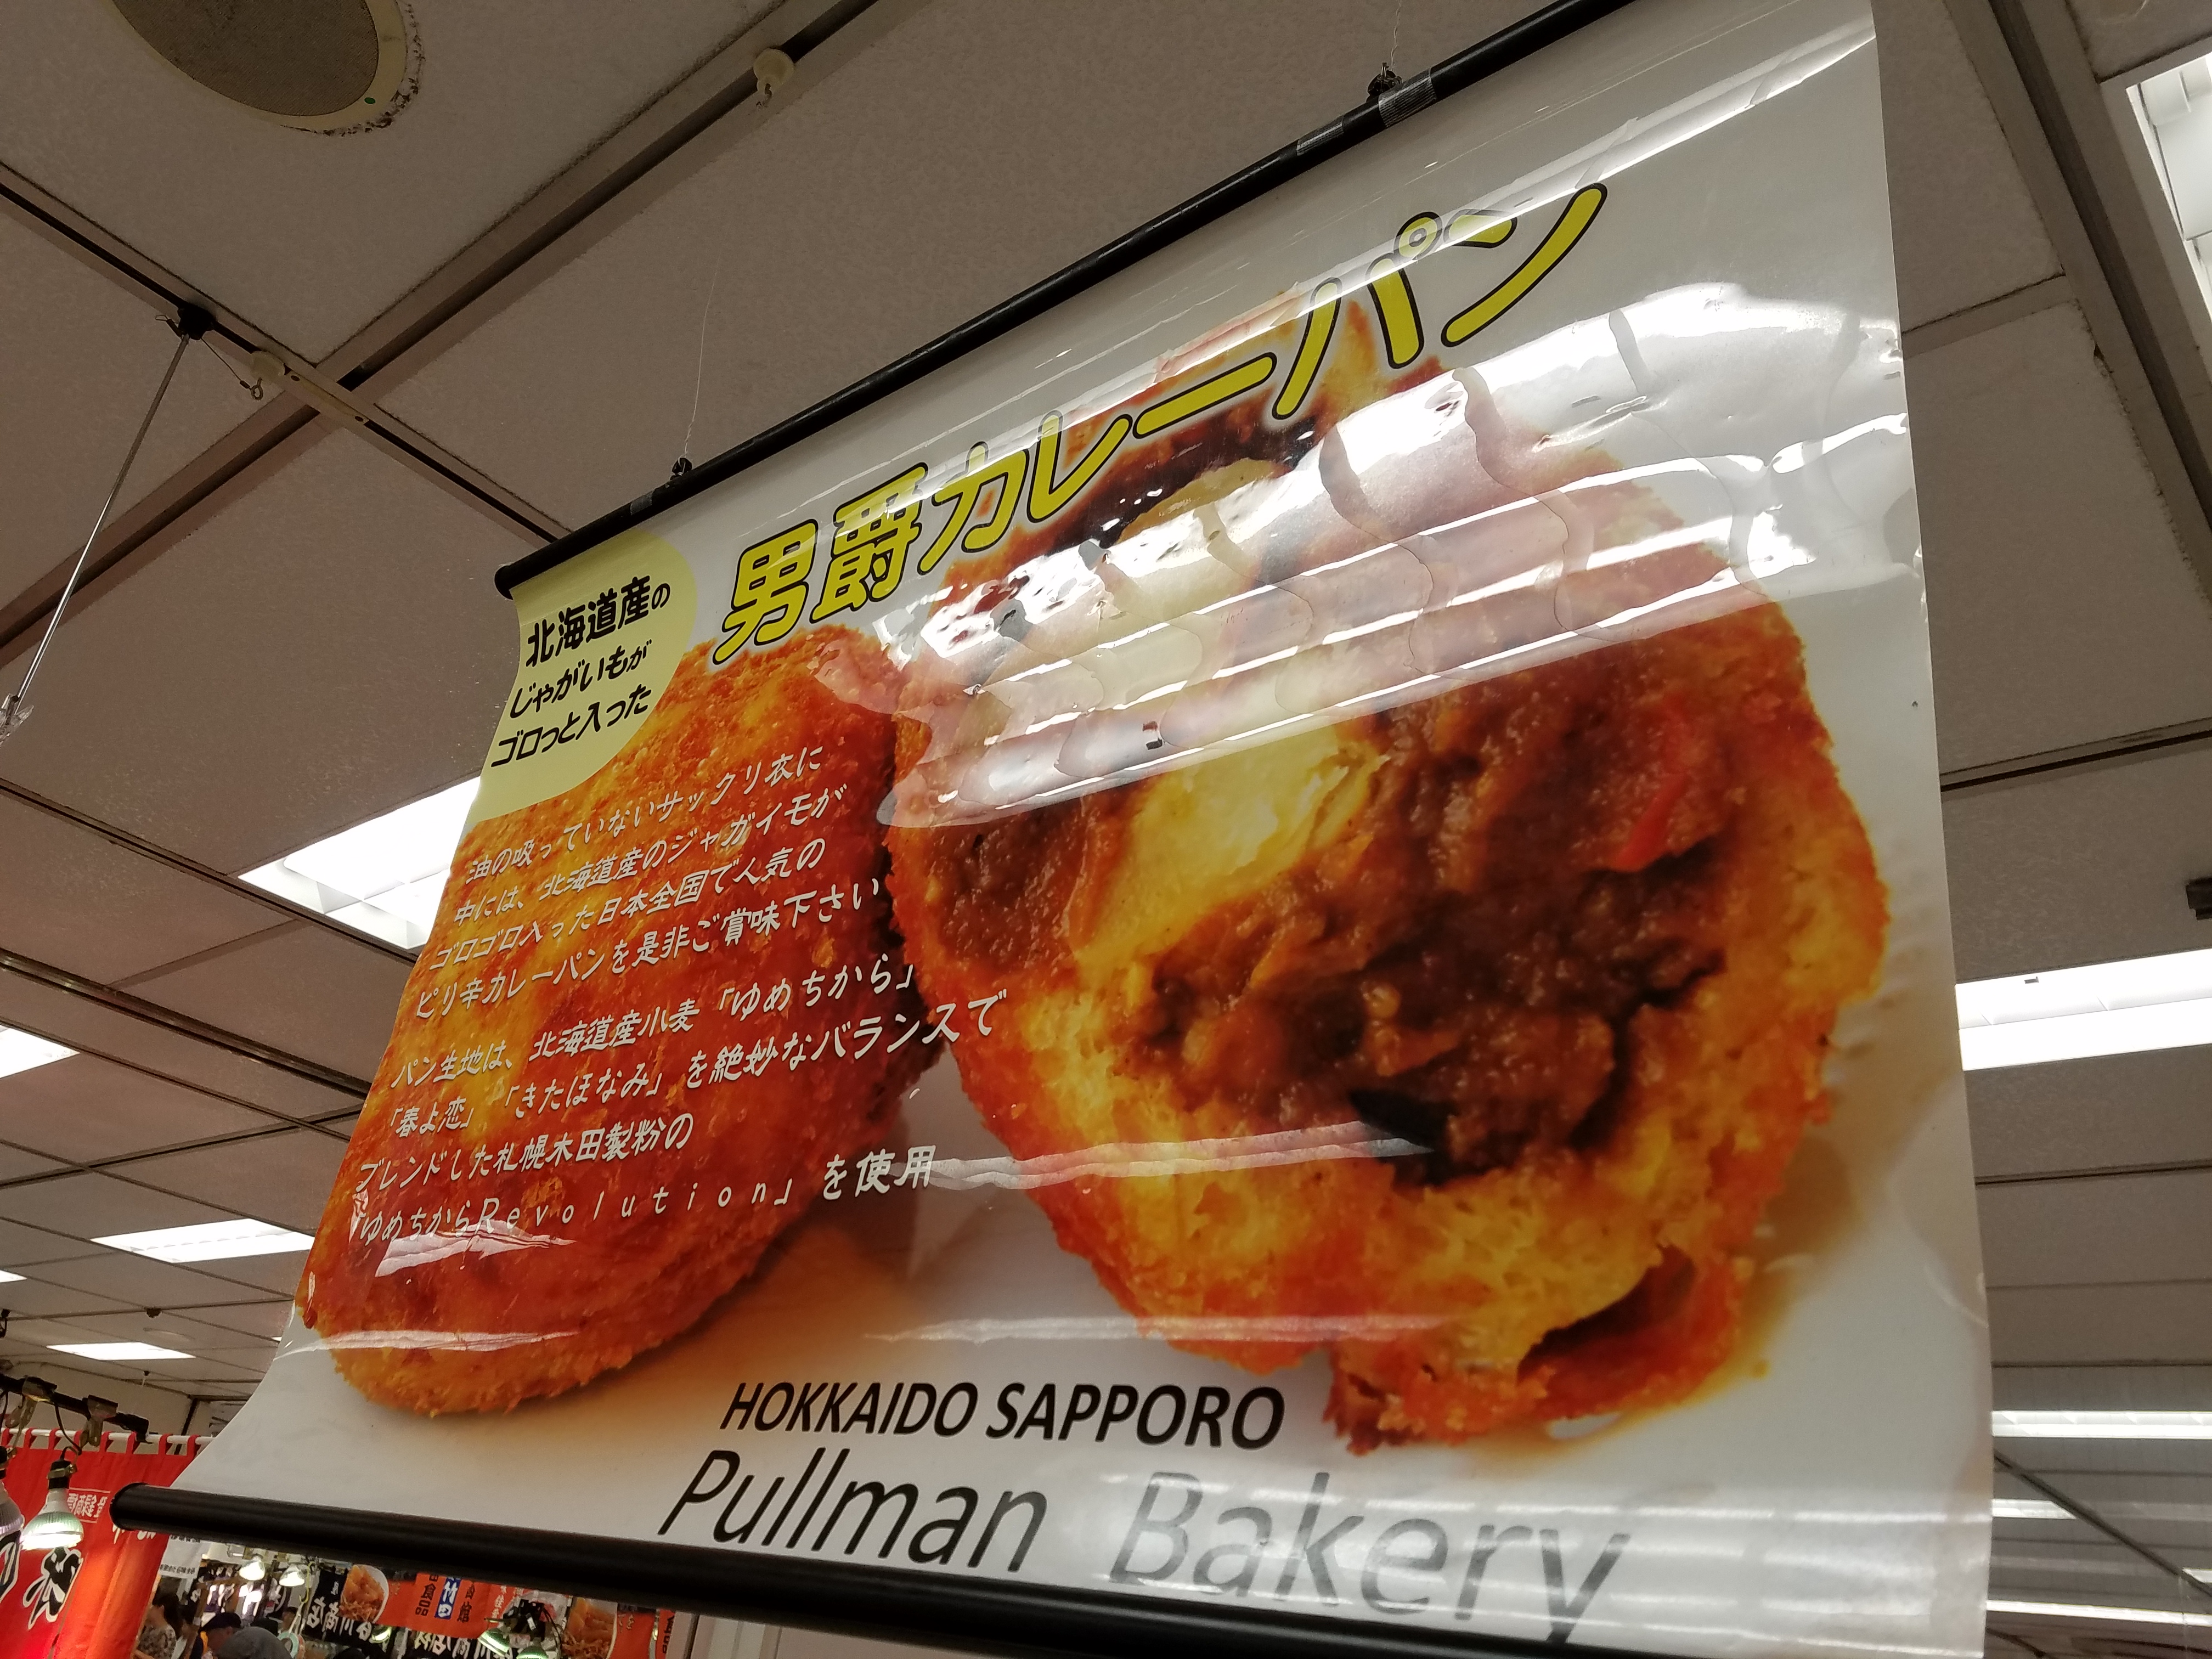 男爵カレーパン
北海道産の
じゃがいもが
ゴロっと入った
油の吸っていないサックリ衣に
中には、北海道産のジャガイモが
ゴロゴロ入った日本全国で人気の
ピリ辛カレーパンを是非ご賞味下さい
パン生地は、北海道産小麦「ゆめちから」
「春よ恋」「きたほなみ」を絶妙なバランスで
ブレンドした札幌木田製粉の
「ゆめちからRevolution」を使用
HOKKAIDO SAPPORO
Pullman Bakery